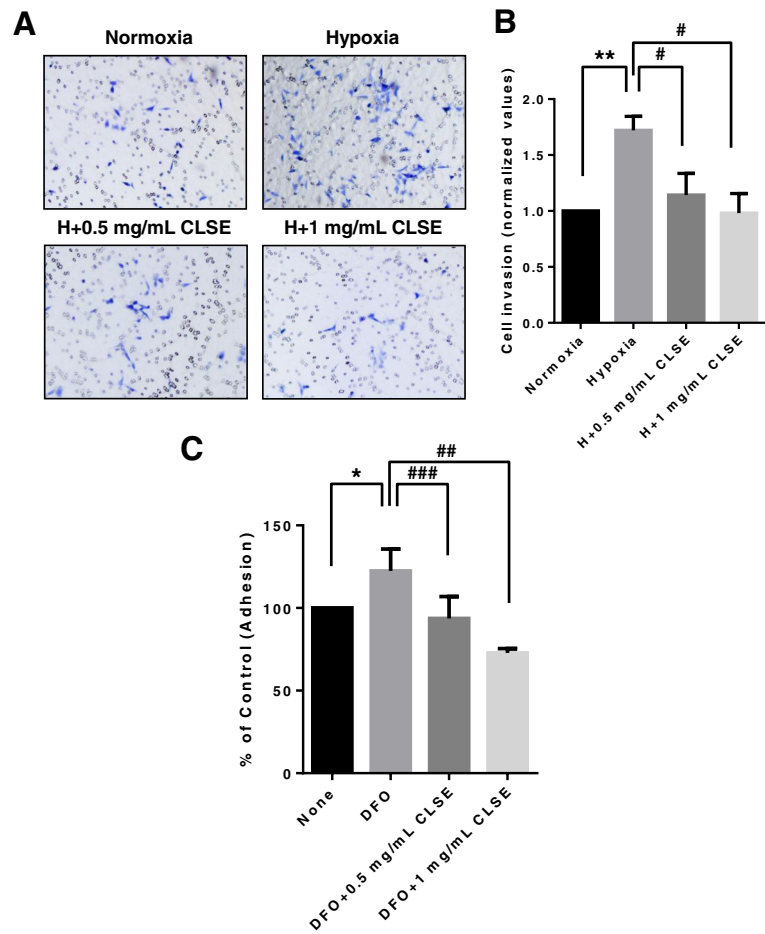 A
Normoxia
Hypoxia
H+0.5 mg/mL CLSE
H+1 mg/mL CLSE
B
#
**
#
Cell invasion (normalized values)
2.0
1.5
1.0
0.5
0.0
Normoxia
Hypoxia
H+0.5 mg/mL CLSE
H+1 mg/mL CLSE
C
##
*
###
% of Control (Adhesion)
150
100
50
0
None
DFO
DFO+0.5 mg/mL CLSE
DFO+1 mg/mL CLSE